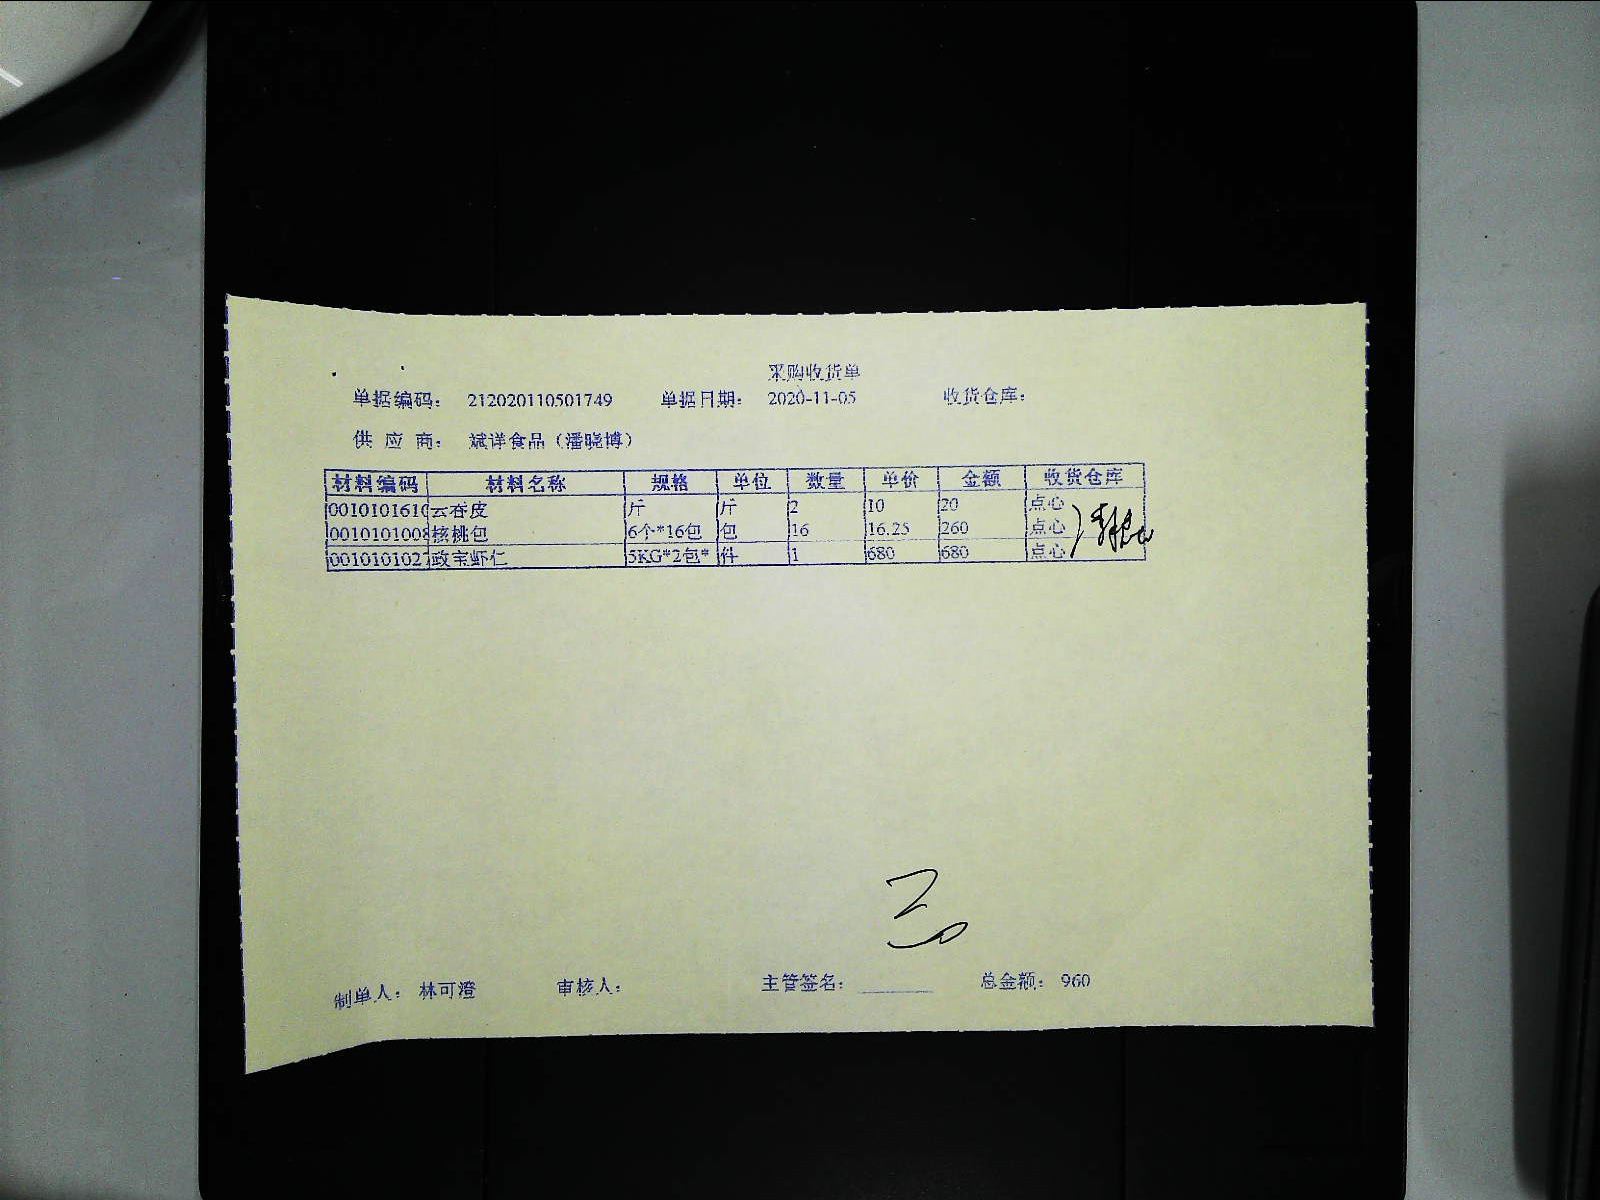 采购收货单
单据编码： 212020110501749 单据日期： 2020-11-05 收货仓库：
供 应 商： 斌洋食品（潘晓博）
材料编码 材料名称 规格 单位 数量 单价 金额 收货仓库
0010101610 云吞皮 斤 斤 2 10 20 点心
0010101008 核桃包 6个*16包 包 16 16.25 260 点心
001010102 政宝虾仁 5KG*2包* 件 1 680 680 点心
制单人： 林可澄 审核人： 主管签名： 总金额： 960